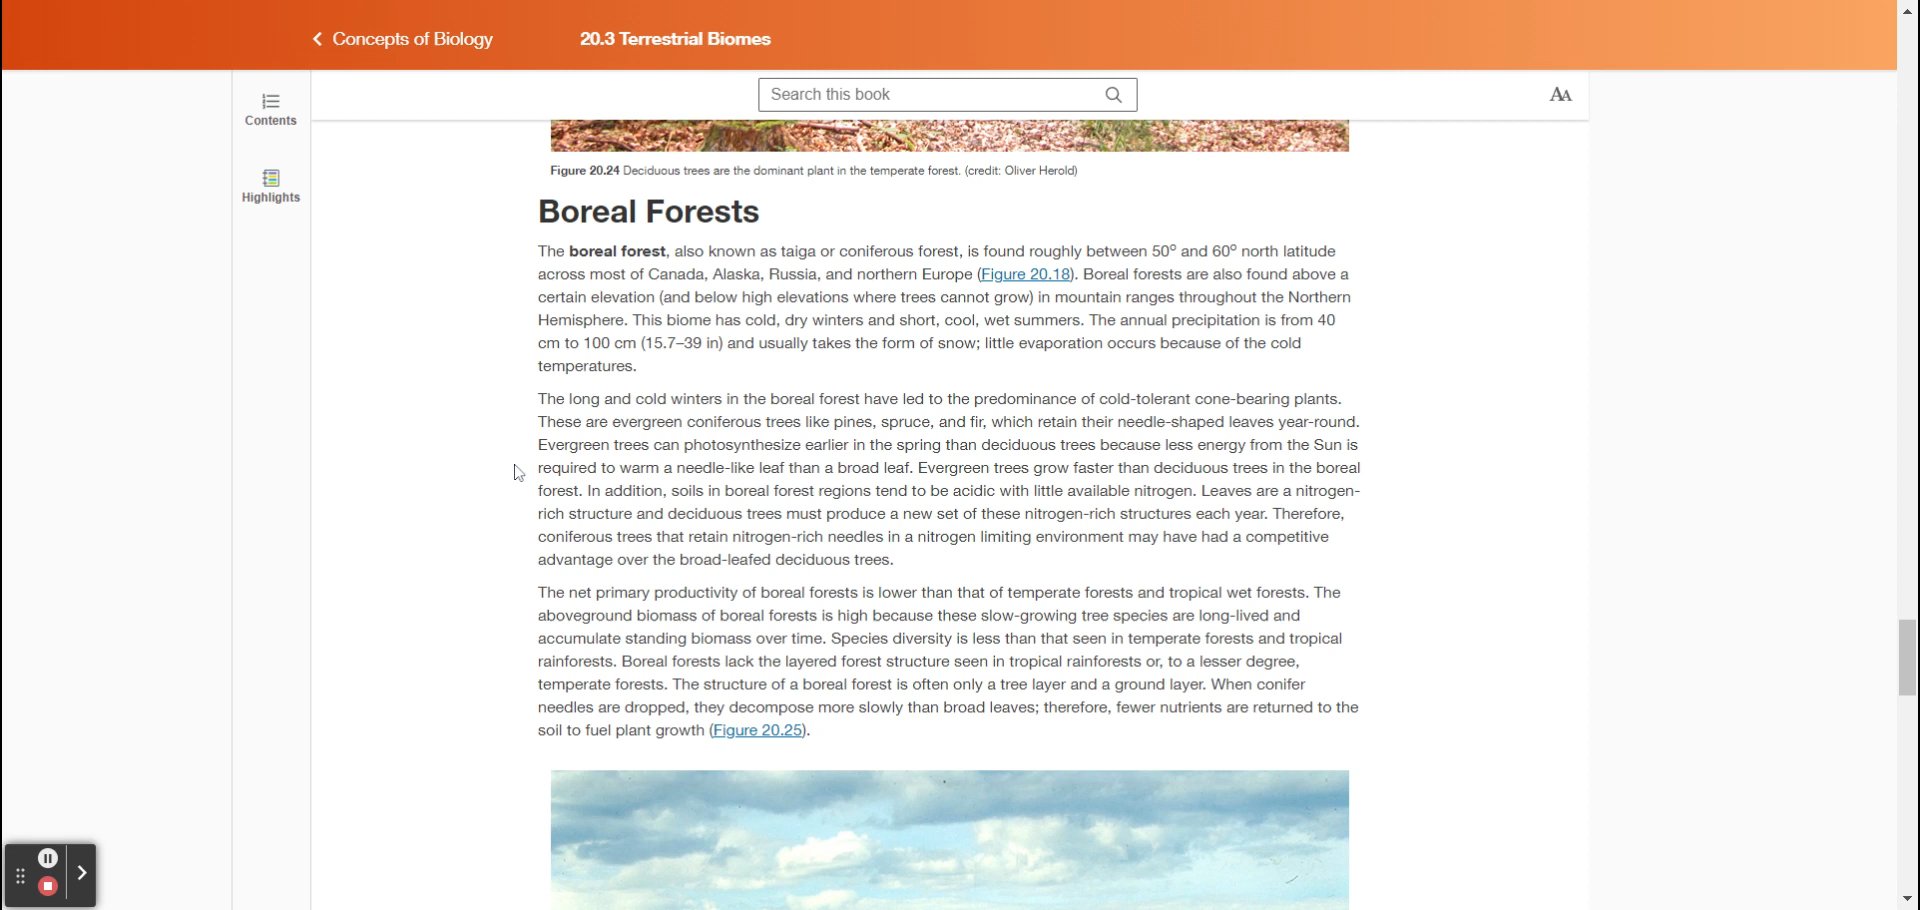 Concepts of Biology
20.3 Terrestrial Biomes
Search this book
AA
Contents
Highlights
Figure 20.24 Deciduous trees are the dominant plant in the temperate forest. (credit: Oliver Herold)
Boreal Forests
The boreal forest, also known as taiga or coniferous forest, is found roughly between 50° and 60° north latitude
across most of Canada, Alaska, Russia, and northern Europe (Figure 20.18). Boreal forests are also found above a
certain elevation (and below high elevations where trees cannot grow) in mountain ranges throughout the Northern
Hemisphere. This biome has cold, dry winters and short, cool, wet summers. The annual precipitation is from 40
cm to 100 cm (15.7–39 in) and usually takes the form of snow; little evaporation occurs because of the cold
temperatures.
The long and cold winters in the boreal forest have led to the predominance of cold-tolerant cone-bearing plants.
These are evergreen coniferous trees like pines, spruce, and fir, which retain their needle-shaped leaves year-round.
Evergreen trees can photosynthesize earlier in the spring than deciduous trees because less energy from the Sun is
required to warm a needle-like leaf than a broad leaf. Evergreen trees grow faster than deciduous trees in the boreal
forest. In addition, soils in boreal forest regions tend to be acidic with little available nitrogen. Leaves are a nitrogen-
rich structure and deciduous trees must produce a new set of these nitrogen-rich structures each year. Therefore,
coniferous trees that retain nitrogen-rich needles in a nitrogen limiting environment may have had a competitive
advantage over the broad-leafed deciduous trees.
The net primary productivity of boreal forests is lower than that of temperate forests and tropical wet forests. The
aboveground biomass of boreal forests is high because these slow-growing tree species are long-lived and
accumulate standing biomass over time. Species diversity is less than that seen in temperate forests and tropical
rainforests. Boreal forests lack the layered forest structure seen in tropical rainforests or, to a lesser degree,
temperate forests. The structure of a boreal forest is often only a tree layer and a ground layer. When conifer
needles are dropped, they decompose more slowly than broad leaves; therefore, fewer nutrients are returned to the
soil to fuel plant growth (Figure 20.25).